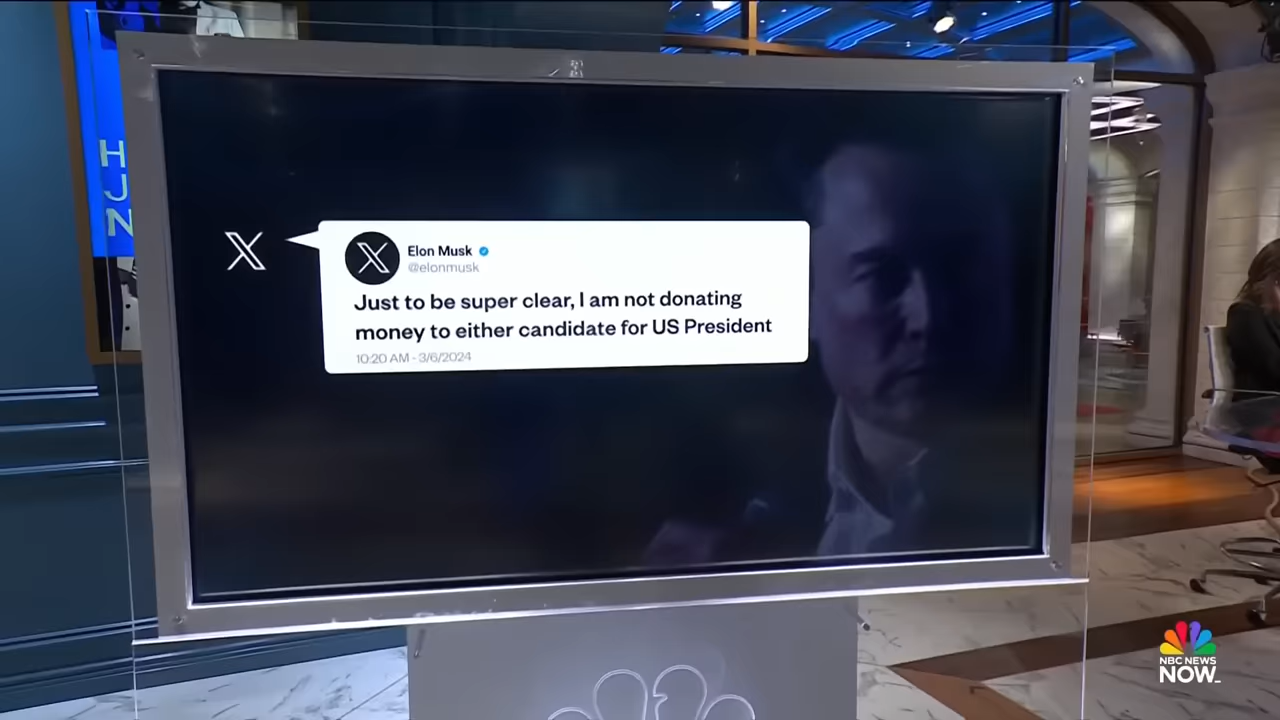 H
J
N
X
X
Elon Musk
@elonmusk
Just to be super clear, I am not donating
money to either candidate for US President
10:20 AM - 3/6/2024
NBC NEWS
NOW